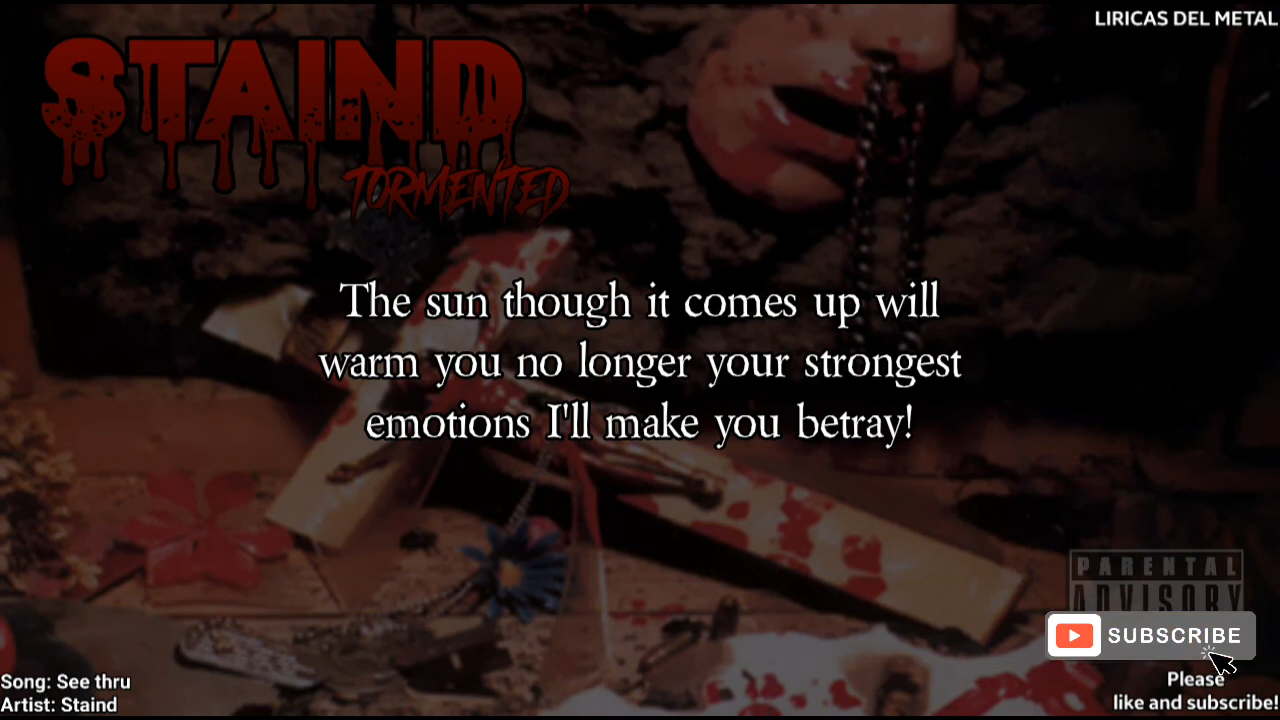 LIRICAS DEL METAL
STAIND
TORMENTED
The sun though it comes up will
warm you no longer your strongest
emotions I'll make you betray!
PARENTAL
ADVISORY
SUBSCRIBE
Song: See thru
Artist: Staind
Please
like and subscribe!